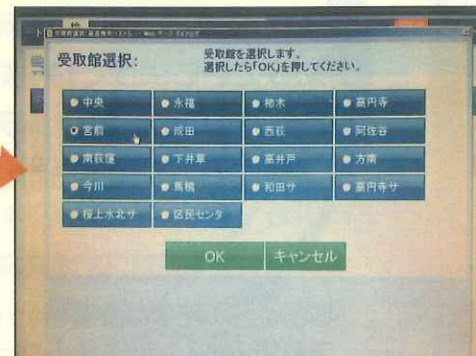 受取館選択:
受取館を選択します。
選択したら「OK」を押してください。
中央 永福 柿木 高円寺
宮前 成田 西荻 阿佐谷
南荻窪 下井草 高井戸 方南
今川 馬橋 和田サ 高円寺サ
桜上水北サ 区民センタ
OK キャンセル